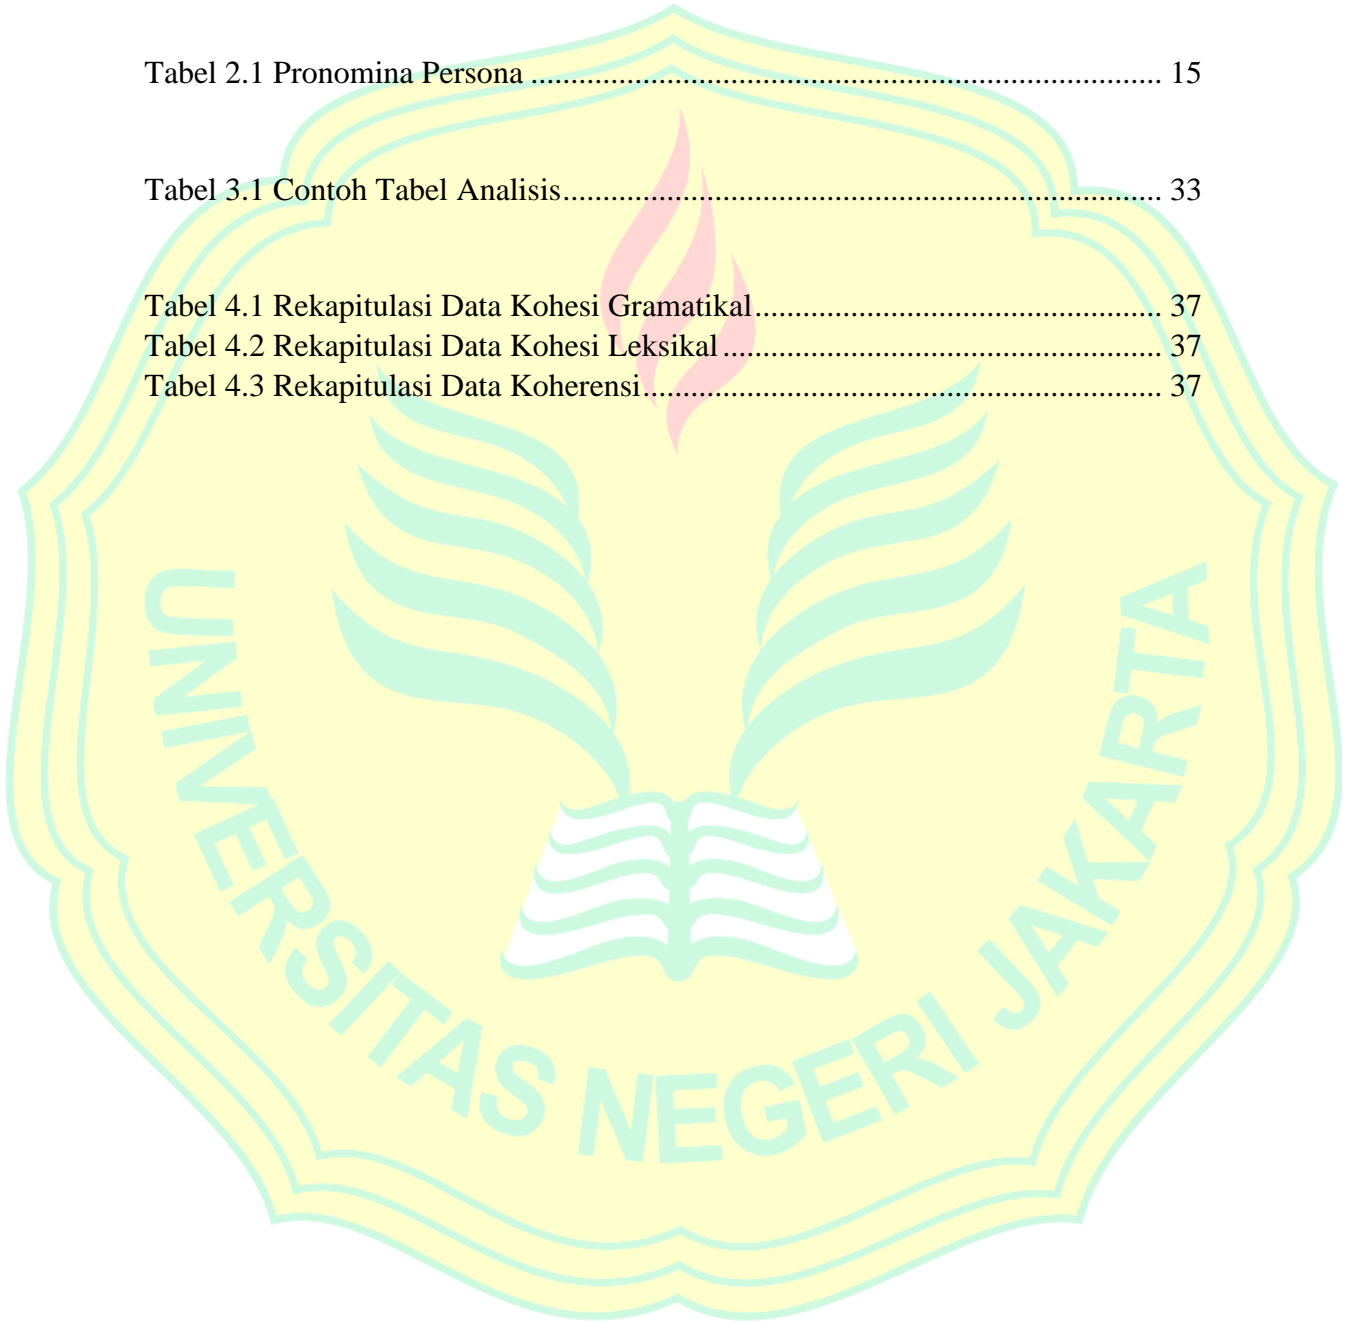 Tabel 2.1 Pronomina Persona ............................................................................... 15
Tabel 3.1 Contoh Tabel Analisis........................................................................... 33
Tabel 4.1 Rekapitulasi Data Kohesi Gramatikal................................................... 37
Tabel 4.2 Rekapitulasi Data Kohesi Leksikal ....................................................... 37
Tabel 4.3 Rekapitulasi Data Koherensi................................................................. 37
UNIVERSITAS NEGERI JAKARTA